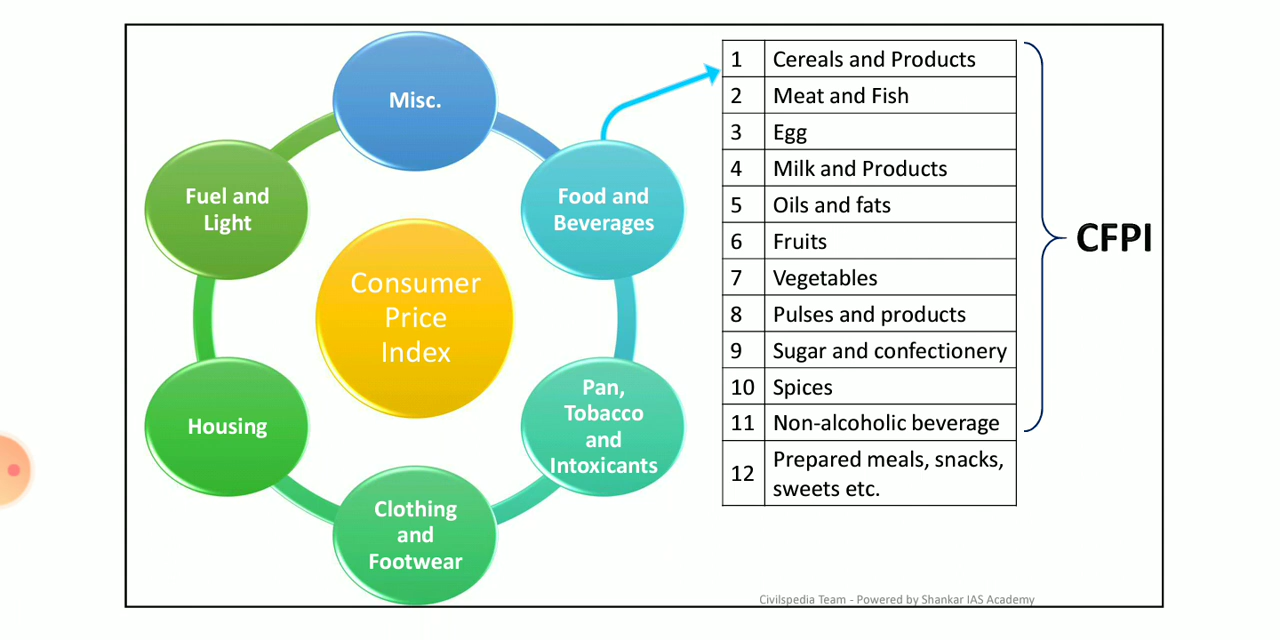 Misc.
Food and
Beverages
Pan,
Tobacco
and
Intoxicants
Clothing
and
Footwear
Housing
Fuel and
Light
Consumer
Price
Index
1 Cereals and Products
2 Meat and Fish
3 Egg
4 Milk and Products
5 Oils and fats
6 Fruits
7 Vegetables
8 Pulses and products
9 Sugar and confectionery
10 Spices
11 Non-alcoholic beverage
12 Prepared meals, snacks,
sweets etc.
CFPI
Civilspedia Team - Powered by Shankar IAS Academy